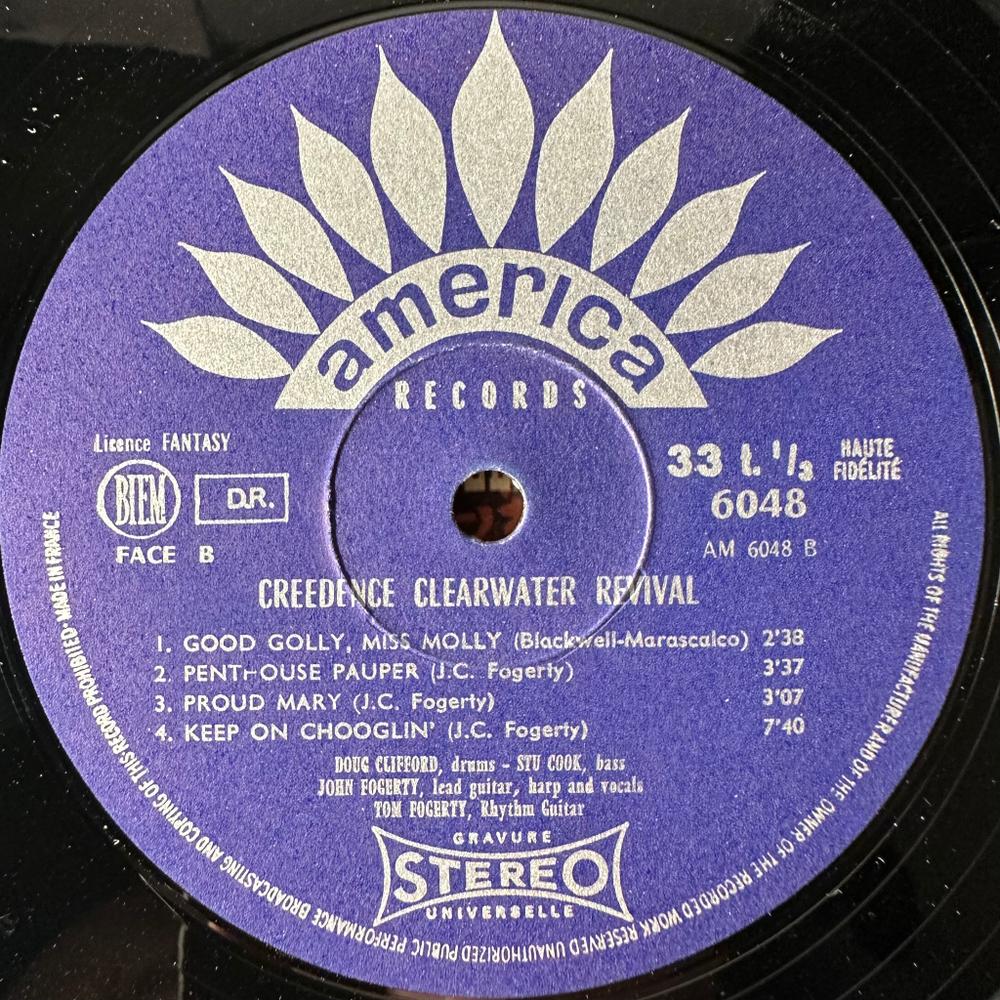 america
RECORDS
Licence FANTASY
BIEM
D.R.
FACE B
33 t. 1/3
HAUTE
FIDÉLITÉ
6048
AM 6048 B
CREEDENCE CLEARWATER REVIVAL
1. GOOD GOLLY, MISS MOLLY (Blackwell-Marascalco) 2'38
2. PENTHOUSE PAUPER (J.C. Fogerty) 3'37
3. PROUD MARY (J.C. Fogerty) 3'07
4. KEEP ON CHOOGLIN' (J.C. Fogerty) 7'40
DOUG CLIFFORD, drums - STU COOK, bass
JOHN FOGERTY, lead guitar, harp and vocals
TOM FOGERTY, Rhythm Guitar
GRAVURE
STEREO
UNIVERSELLE
ALL RIGHTS OF THE MANUFACTURER AND OF THE OWNER OF THE RECORDED WORK RESERVED UNAUTHORIZED PUBLIC PERFORMANCE BROADCASTING AND COPYING OF THIS RECORD PROHIBITED · MADE IN FRANCE